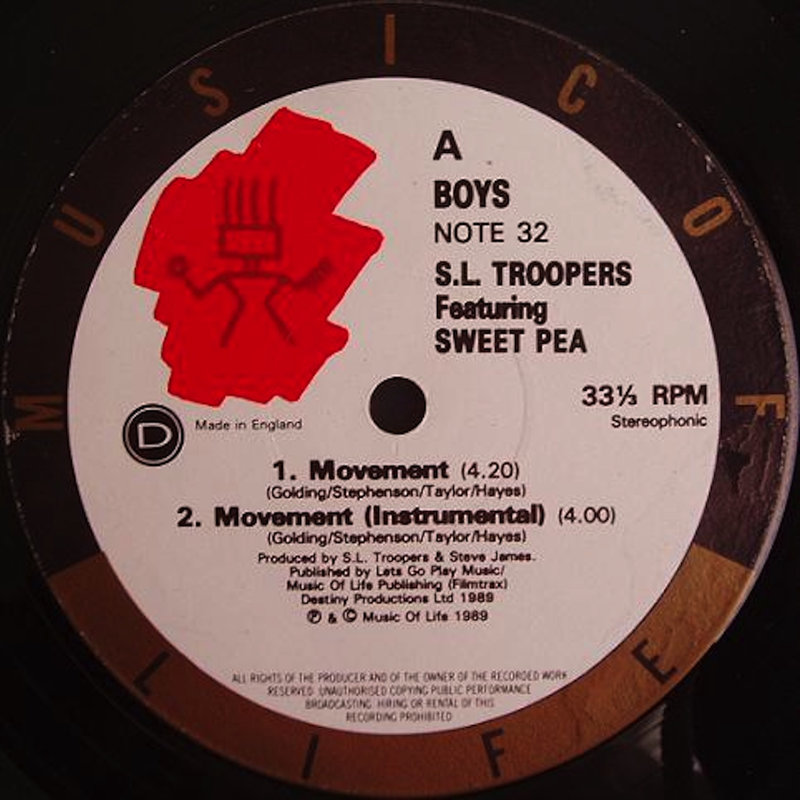 MUSIC OF LIFE
A
BOYS
NOTE 32
S.L. TROOPERS
Featuring
SWEET PEA
33⅓ RPM
Stereophonic
D
Made in England
1. Movement (4.20)
(Golding/Stephenson/Taylor/Hayes)
2. Movement (Instrumental) (4.00)
(Golding/Stephenson/Taylor/Hayes)
Produced by S.L. Troopers & Steve James.
Published by Lets Go Play Music/
Music Of Life Publishing (Filmtrax)
Destiny Productions Ltd 1989
℗ & © Music Of Life 1989
ALL RIGHTS OF THE PRODUCER AND OF THE OWNER OF THE RECORDED WORK
RESERVED. UNAUTHORISED COPYING PUBLIC PERFORMANCE
BROADCASTING HIRING OR RENTAL OF THIS
RECORDING PROHIBITED